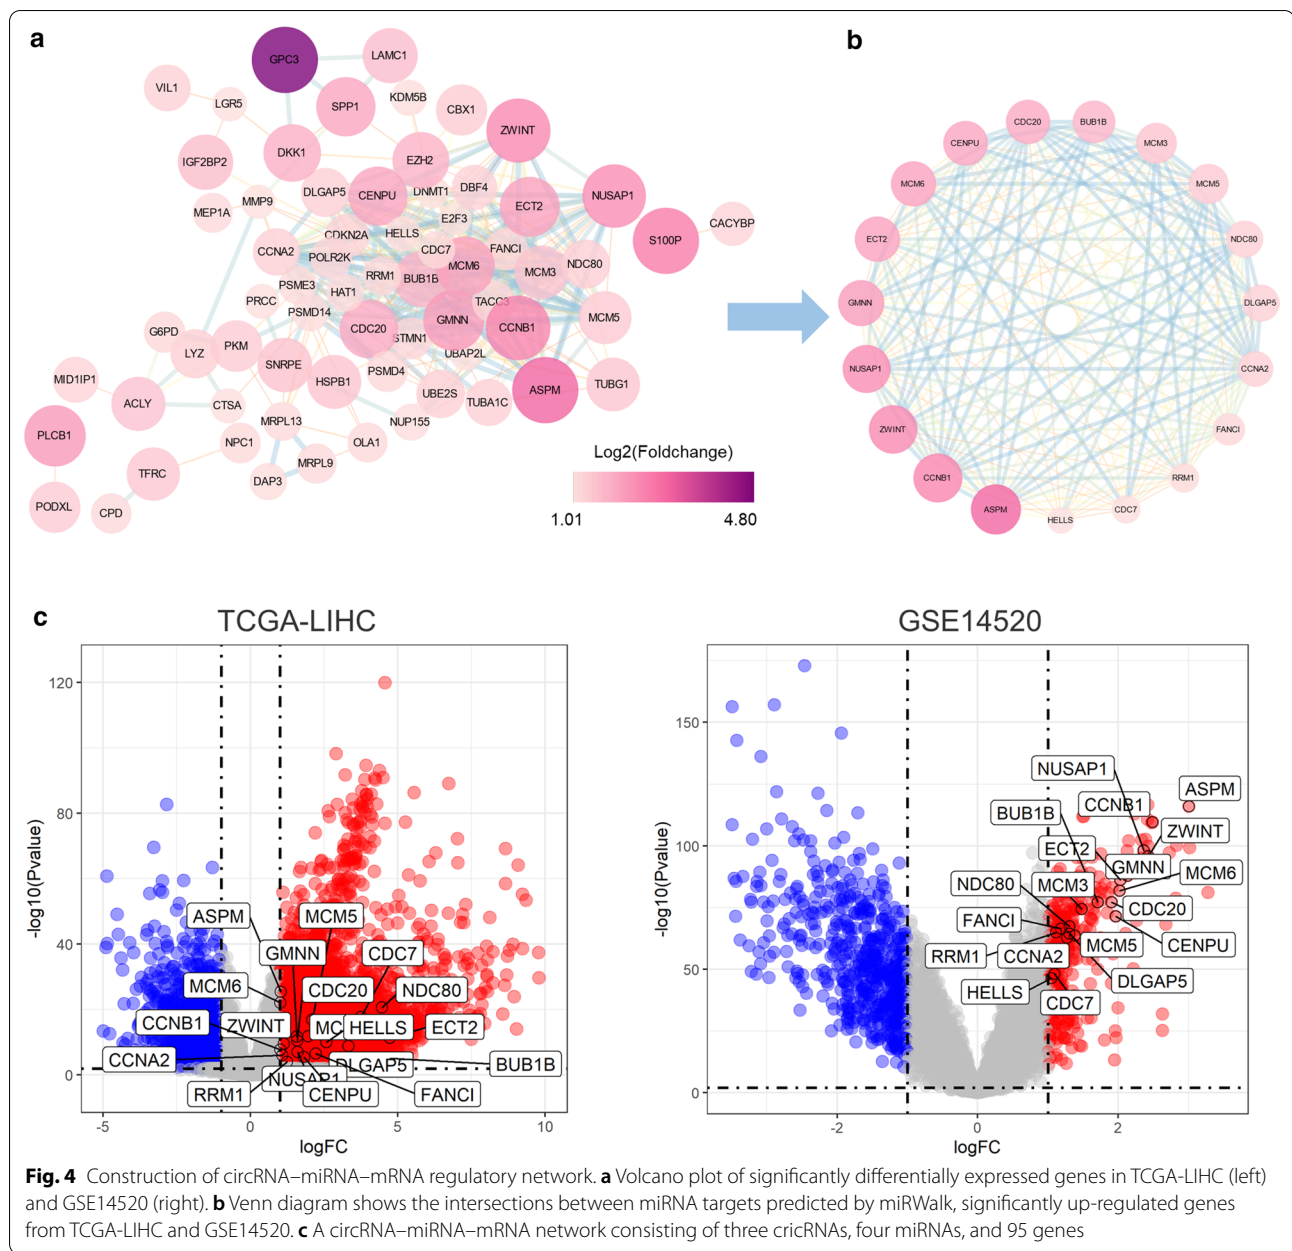 a
b
GPC3
LAMC1
VIL1
LGR5
SPP1
KDM5B
CBX1
ZWINT
IGF2BP2
DKK1
EZH2
DLGAP5
CENPU
DNMT1
DBF4
NUSAP1
MEP1A
MMP9
ECT2
E2F3
S100P
CACYBP
CCNA2
CDKN2A
HELLS
CDC7
FANCI
POLR2K
RRM1
BUB1B
MCM6
MCM3
NDC80
PSME3
HAT1
PRCC
PSMD14
TACC3
G6PD
CDC20
GMNN
CCNB1
MCM5
STMN1
LYZ
PKM
UBAP2L
SNRPE
PSMD4
MID1IP1
HSPB1
ASPM
TUBG1
ACLY
CTSA
UBE2S
TUBA1C
PLCB1
MRPL13
NUP155
NPC1
OLA1
TFRC
MRPL9
DAP3
PODXL
CPD
Log2(Foldchange)
1.01
4.80
CDC20
BUB1B
CENPU
MCM3
MCM6
MCM5
ECT2
NDC80
GMNN
DLGAP5
NUSAP1
CCNA2
ZWINT
FANCI
CCNB1
RRM1
ASPM
HELLS
CDC7
c
TCGA-LIHC
120
80
40
0
-log10(Pvalue)
ASPM
MCM5
GMNN
CDC7
MCM6
CDC20
NDC80
CCNB1
ZWINT
MC
HELLS
ECT2
CCNA2
DLGAP5
BUB1B
NUSAP1
RRM1
CENPU
FANCI
-5
0
5
10
logFC
GSE14520
150
100
50
0
-log10(Pvalue)
NUSAP1
ASPM
BUB1B
CCNB1
ZWINT
ECT2
GMNN
NDC80
MCM3
MCM6
FANCI
CDC20
RRM1
CCNA2
MCM5
CENPU
HELLS
CDC7
DLGAP5
-2
0
2
logFC
Fig. 4 Construction of circRNA–miRNA–mRNA regulatory network. a Volcano plot of significantly differentially expressed genes in TCGA-LIHC (left)
and GSE14520 (right). b Venn diagram shows the intersections between miRNA targets predicted by miRWalk, significantly up-regulated genes
from TCGA-LIHC and GSE14520. c A circRNA–miRNA–mRNA network consisting of three cricRNAs, four miRNAs, and 95 genes